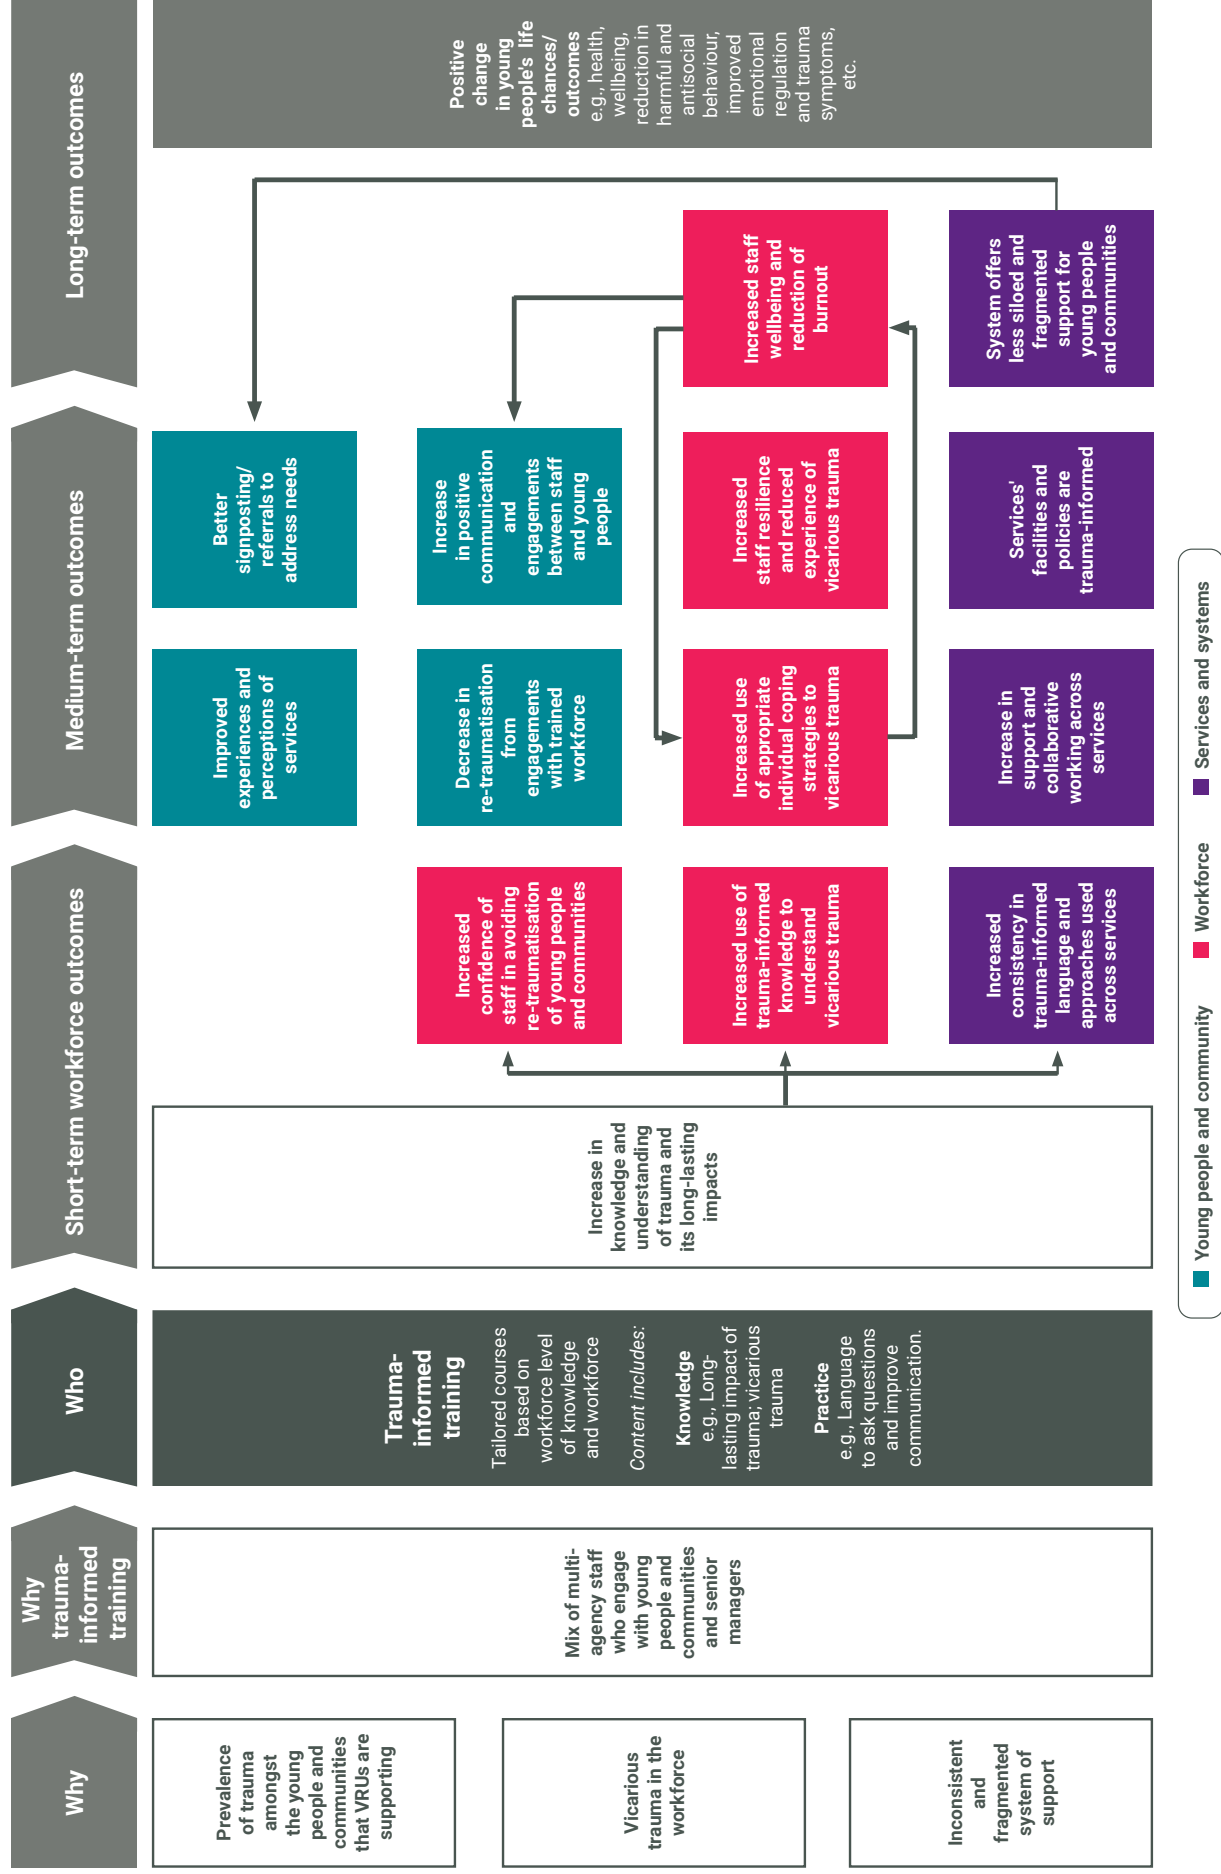 Why
Why
trauma-
informed
training
Who
Short-term workforce outcomes
Medium-term outcomes
Long-term outcomes
Prevalence
of trauma
amongst
the young
people and
communities
that VRUs are
supporting
Vicarious
trauma in the
workforce
Inconsistent
and
fragmented
system of
support
Mix of multi-
agency staff
who engage
with young
people and
communities
and senior
managers
Trauma-
informed
training
Tailored courses
based on
workforce level
of knowledge
and workforce
Content includes:
Knowledge
e.g., Long-
lasting impact of
trauma; vicarious
trauma
Practice
e.g., Language
to ask questions
and improve
communication.
Increase in
knowledge and
understanding
of trauma and
its long-lasting
impacts
Increased
confidence of
staff in avoiding
re-traumatisation
of young people
and communities
Increased use of
trauma-informed
knowledge to
understand
vicarious trauma
Increased
consistency in
trauma-informed
language and
approaches used
across services
Improved
experiences and
perceptions of
services
Better
signposting/
referrals to
address needs
Decrease in
re-traumatisation
from
engagements
with trained
workforce
Increase
in positive
communication
and
engagements
between staff
and young
people
Increased use
of appropriate
individual coping
strategies to
vicarious trauma
Increased
staff resilience
and reduced
experience of
vicarious trauma
Increase in
support and
collaborative
working across
services
Services'
facilities and
policies are
trauma-informed
Increased staff
wellbeing and
reduction of
burnout
System offers
less siloed and
fragmented
support for
young people
and communities
Positive
change
in young
people's life
chances/
outcomes
e.g., health,
wellbeing,
reduction in
harmful and
antisocial
behaviour,
improved
emotional
regulation
and trauma
symptoms,
etc.
Young people and community
Workforce
Services and systems